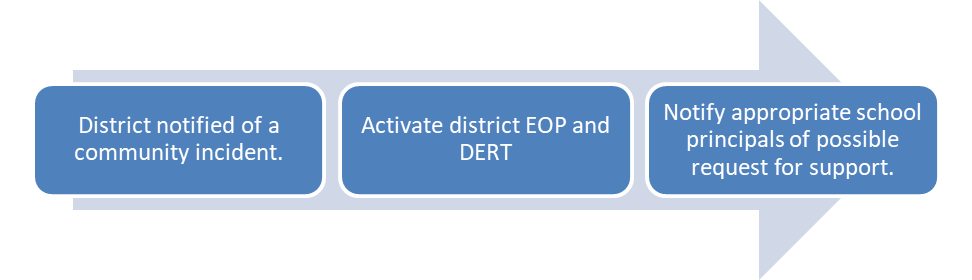 District notified of a
community incident.
Activate district EOP and
DERT
Notify appropriate school
principals of possible
request for support.